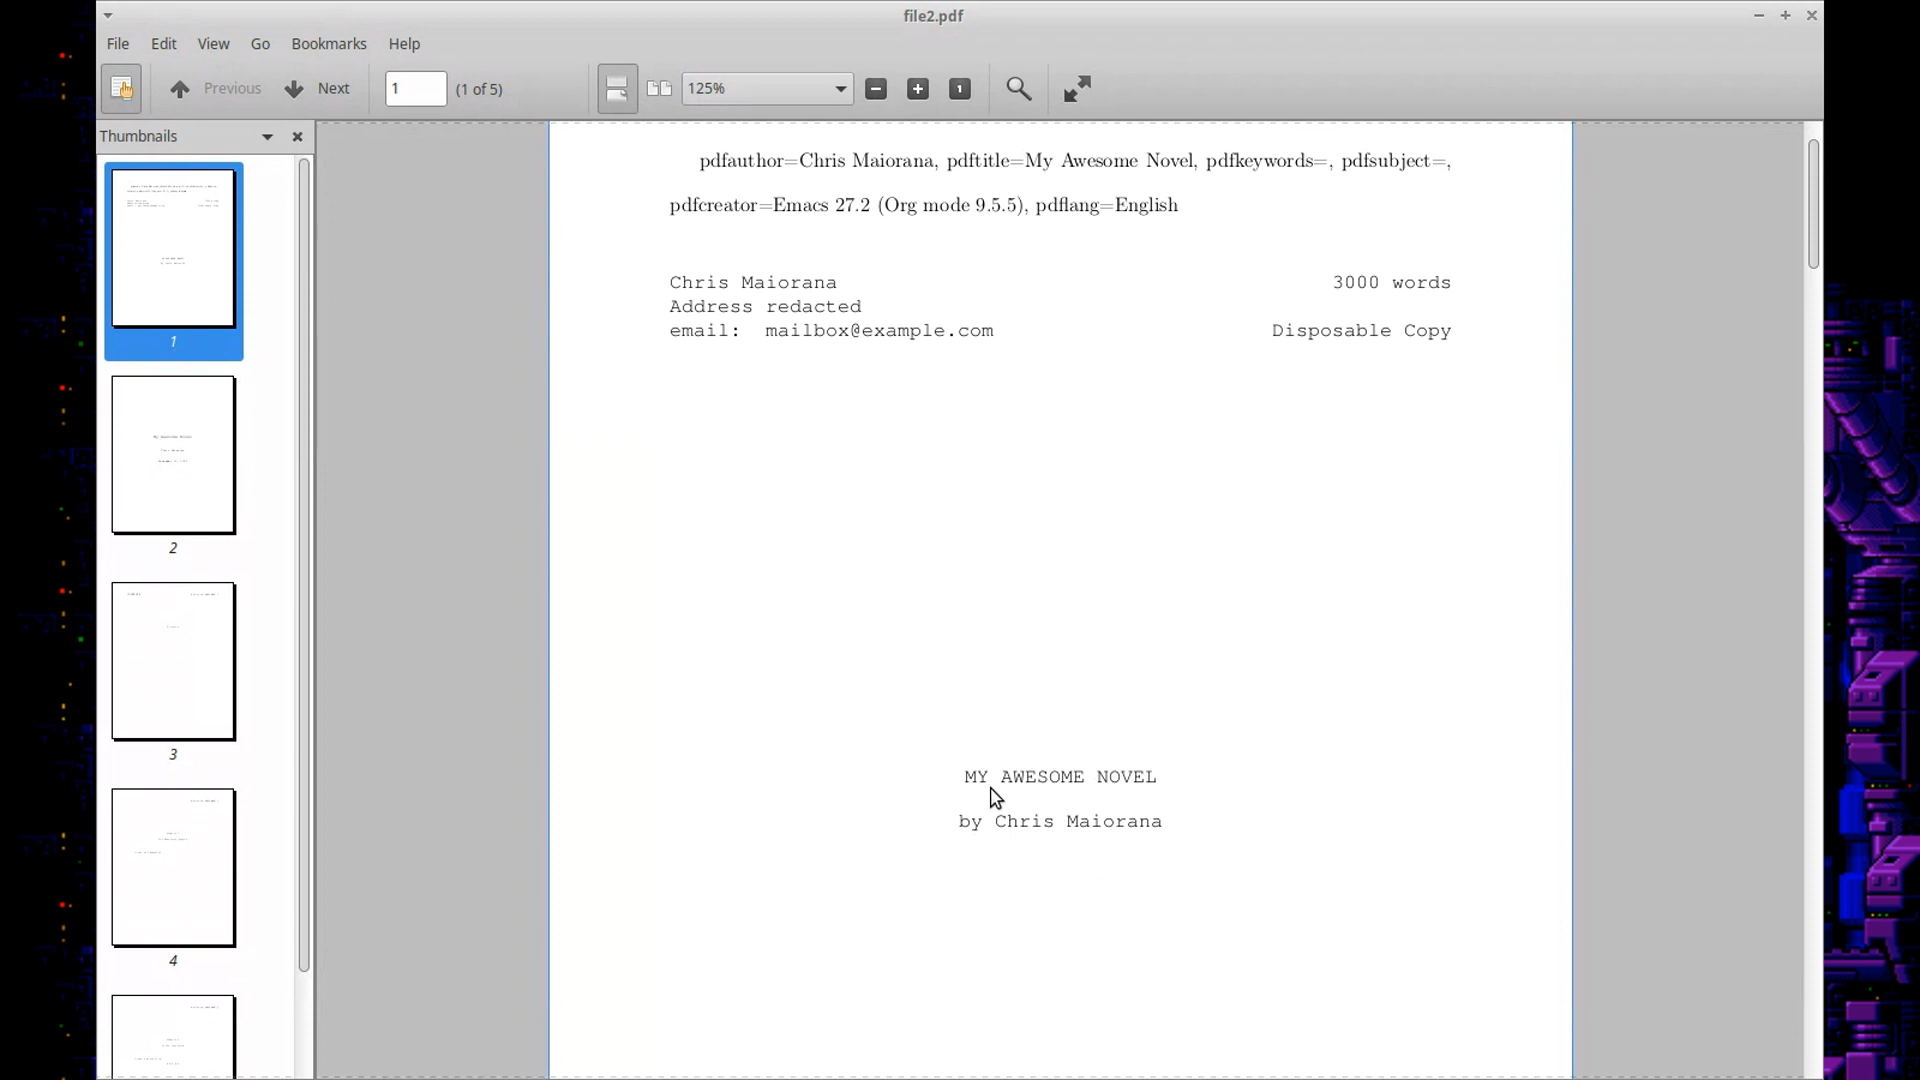 file2.pdf
File Edit View Go Bookmarks Help
Previous Next 1 (1 of 5) 125% 1
Thumbnails
1
2
3
4
pdfauthor=Chris Maiorana, pdftitle=My Awesome Novel, pdfkeywords=, pdfsubject=,
pdfcreator=Emacs 27.2 (Org mode 9.5.5), pdflang=English
Chris Maiorana 3000 words
Address redacted
email: mailbox@example.com Disposable Copy
MY AWESOME NOVEL
by Chris Maiorana